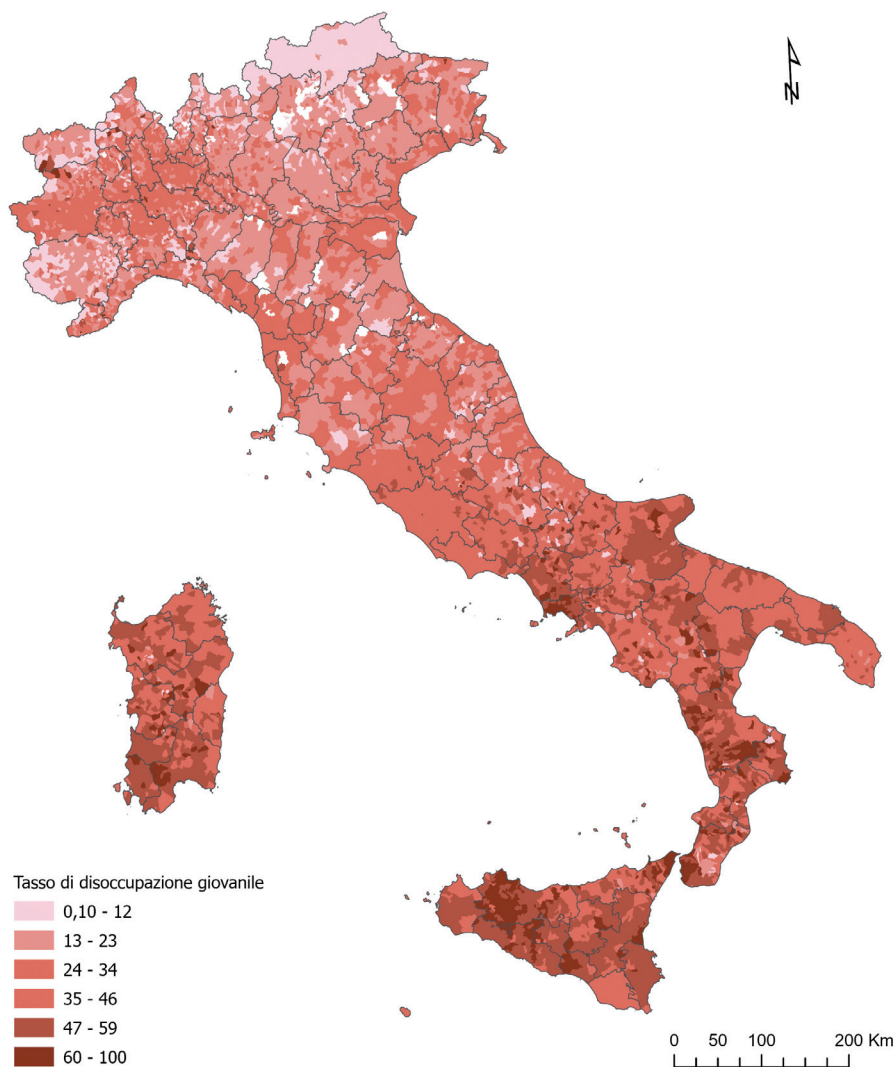 N
Tasso di disoccupazione giovanile
0,10 - 12
13 - 23
24 - 34
35 - 46
47 - 59
60 - 100
0 50 100 200 Km